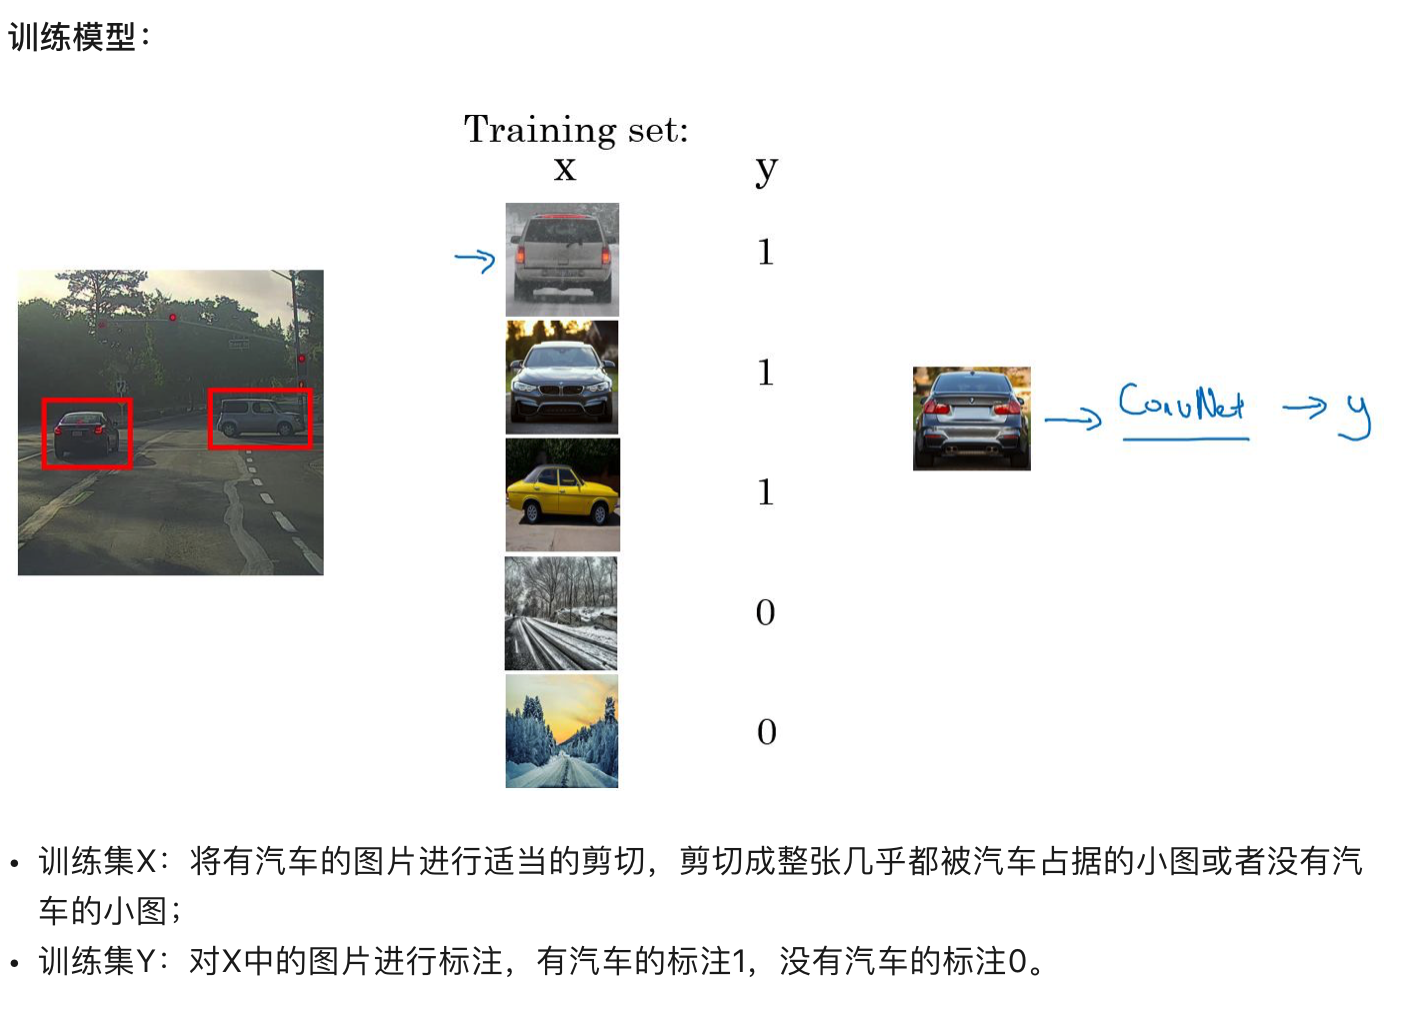 训练模型：
Training set:
x y
1
1
ConvNet → y
1
0
0
• 训练集X：将有汽车的图片进行适当的剪切，剪切成整张几乎都被汽车占据的小图或者没有汽
车的小图；
• 训练集Y：对X中的图片进行标注，有汽车的标注1，没有汽车的标注0。